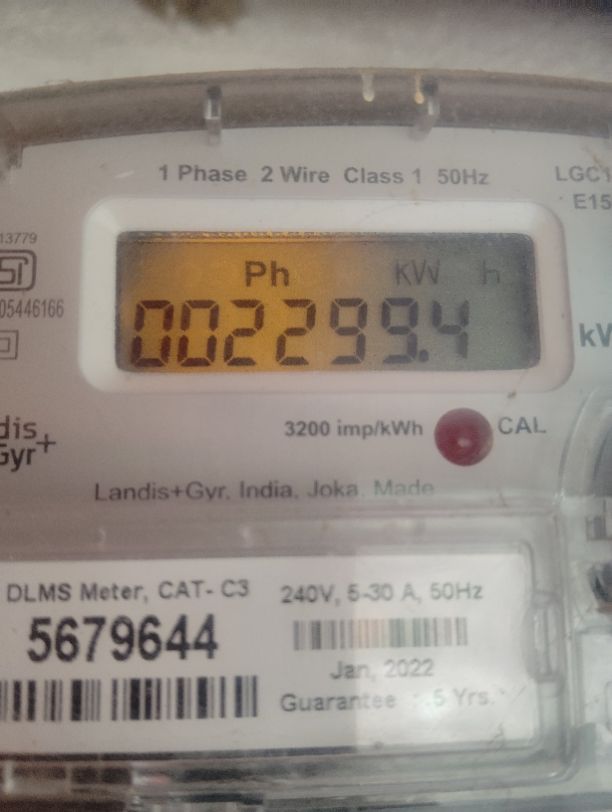 1 Phase 2 Wire Class 1 50Hz
LGC1
E15
13779
05446166
Ph kW h
002299.4
kW
dis
Gyr+
3200 imp/kWh CAL
Landis+Gyr, India, Joka, Made
DLMS Meter, CAT- C3
5679644
240V, 5-30 A, 50Hz
Jan, 2022
Guarantee : 5 Yrs.